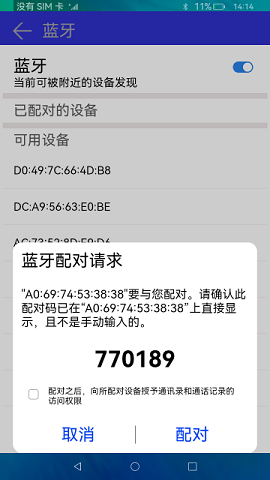 没有 SIM 卡 11% 14:14
蓝牙
蓝牙
当前可被附近的设备发现
已配对的设备
可用设备
D0:49:7C:66:4D:B8
DC:A9:56:63:E0:BE
AC:73:52:8D:E9:D6
蓝牙配对请求
"A0:69:74:53:38:38"要与您配对。请确认此
配对码已在"A0:69:74:53:38:38"上直接显
示，且不是手动输入的。
770189
配对之后，向所配对设备授予通讯录和通话记录的
访问权限
取消 配对